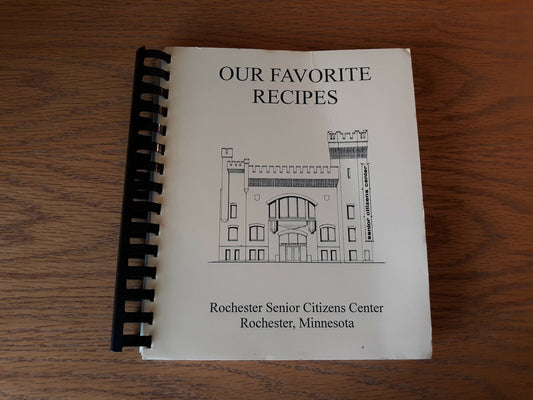 OUR FAVORITE
RECIPES
senior citizens center
Rochester Senior Citizens Center
Rochester, Minnesota